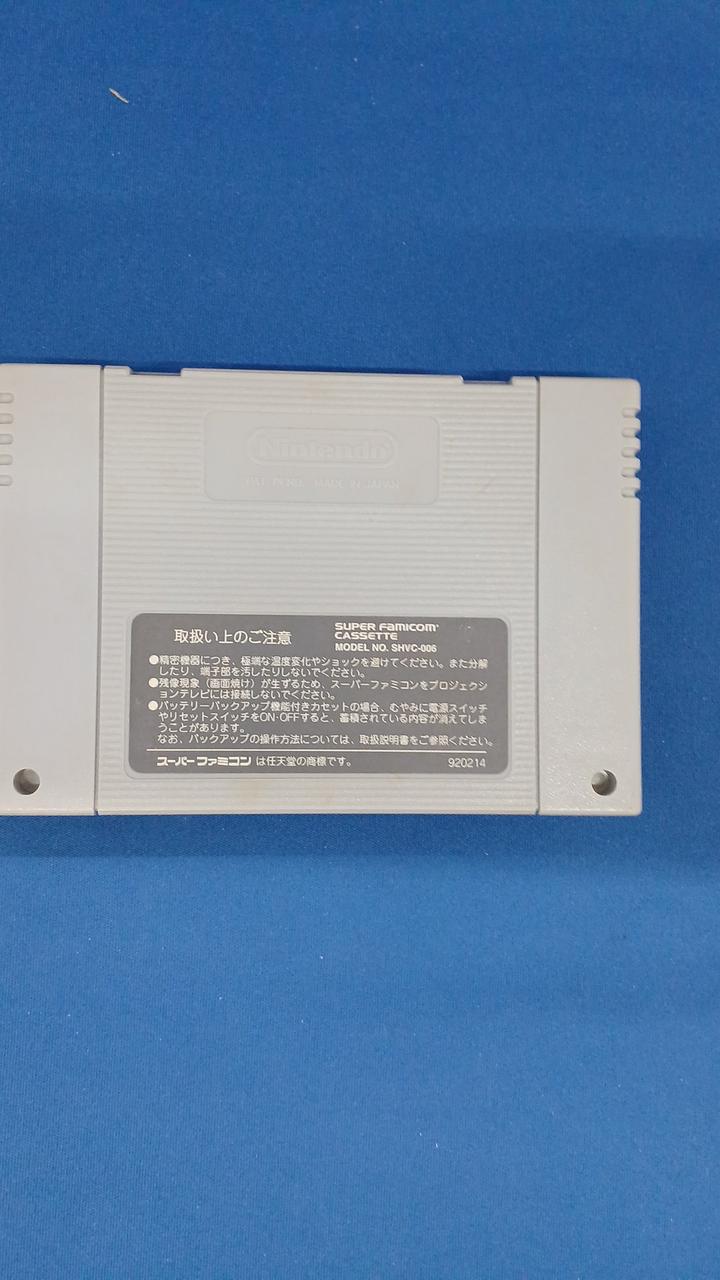 Nintendo
PAT. PEND. MADE IN JAPAN
取扱い上のご注意
SUPER FAMICOM
CASSETTE
MODEL NO. SHVC-006
●精密機器につき、極端な温度変化やショックを避けてください。また分解
したり、端子部を汚したりしないでください。
●残像現象（画面焼け）が生ずるため、スーパーファミコンをプロジェクシ
ョンテレビには接続しないでください。
●バッテリーバックアップ機能付きカセットの場合、むやみに電源スイッチ
やリセットスイッチをON・OFFすると、蓄積されている内容が消えてしま
うことがあります。
なお、バックアップの操作方法については、取扱説明書をご参照ください。
スーパーファミコン は任天堂の商標です。
920214